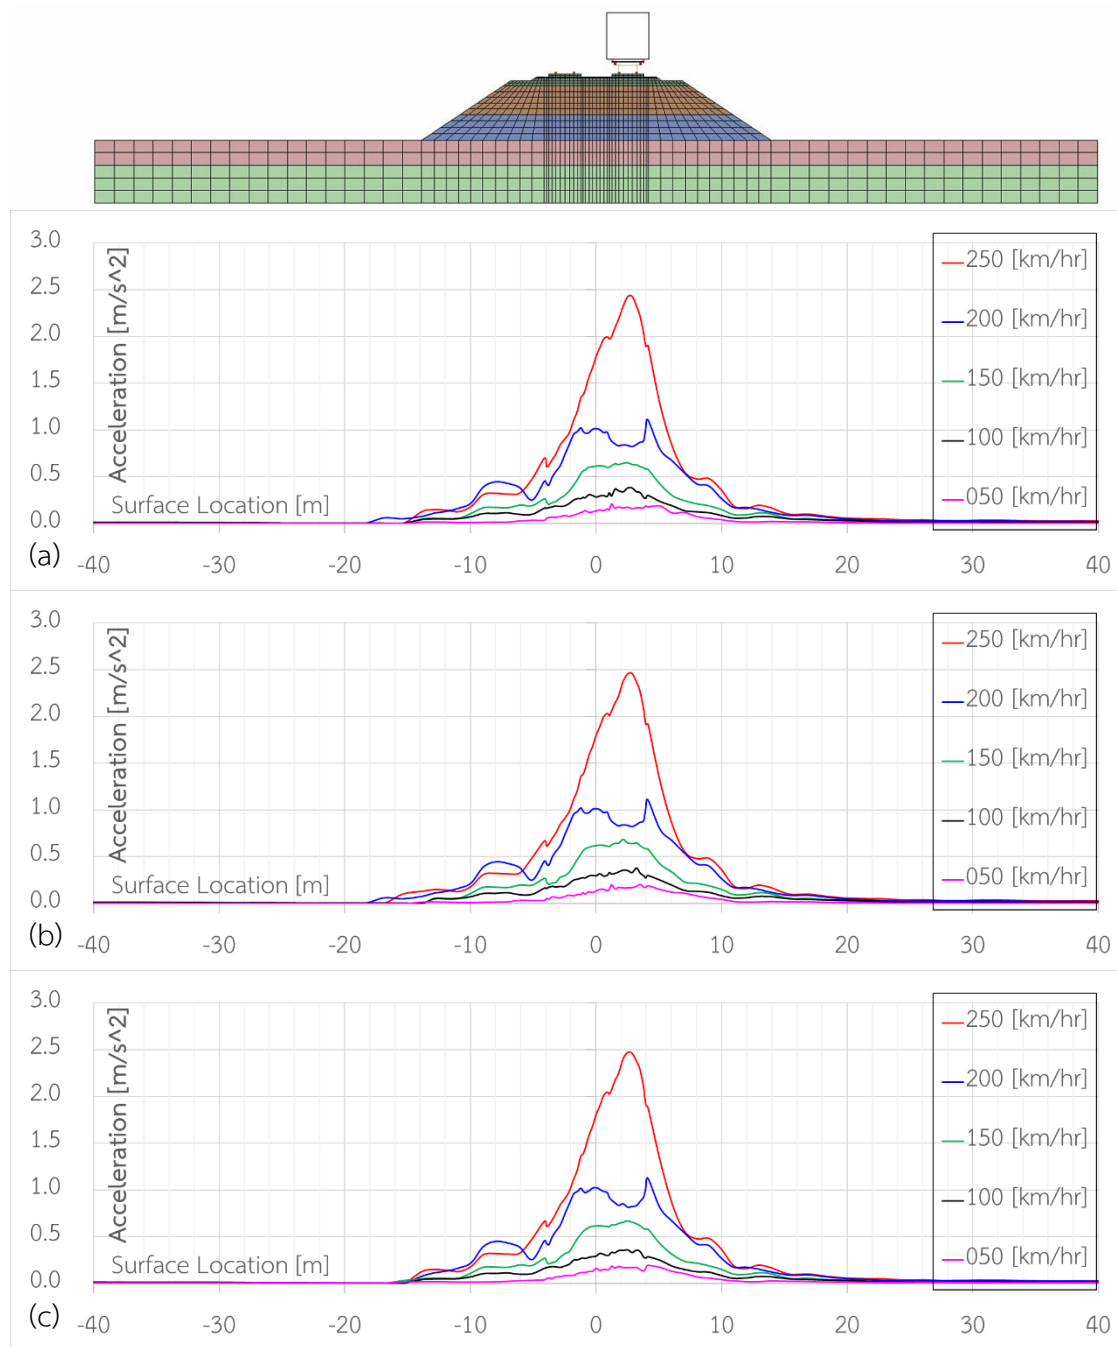 3.0
Acceleration [m/s^2]
2.5
2.0
1.5
1.0
0.5
0.0
Surface Location [m]
250 [km/hr]
200 [km/hr]
150 [km/hr]
100 [km/hr]
050 [km/hr]
(a)
-40 -30 -20 -10 0 10 20 30 40
3.0
Acceleration [m/s^2]
2.5
2.0
1.5
1.0
0.5
0.0
Surface Location [m]
250 [km/hr]
200 [km/hr]
150 [km/hr]
100 [km/hr]
050 [km/hr]
(b)
-40 -30 -20 -10 0 10 20 30 40
3.0
Acceleration [m/s^2]
2.5
2.0
1.5
1.0
0.5
0.0
Surface Location [m]
250 [km/hr]
200 [km/hr]
150 [km/hr]
100 [km/hr]
050 [km/hr]
(c)
-40 -30 -20 -10 0 10 20 30 40